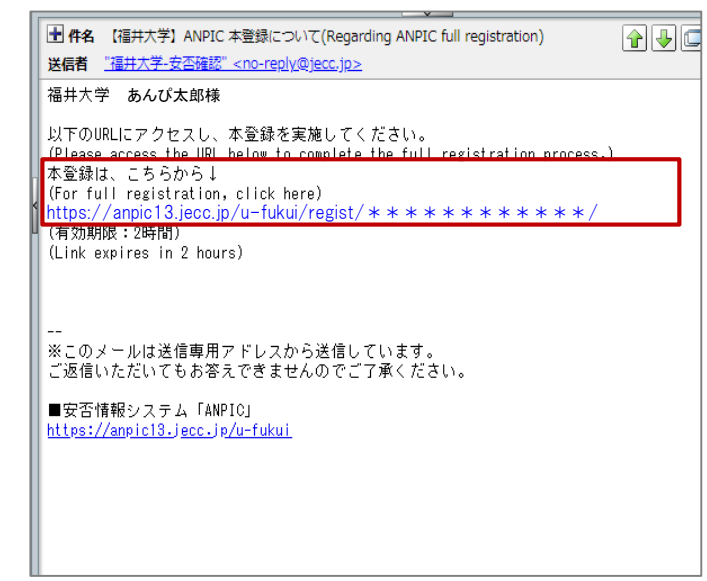 件名 【福井大学】ANPIC 本登録について(Regarding ANPIC full registration)
送信者 "福井大学-安否確認" <no-reply@jecc.jp>
福井大学 あんぴ太郎様
以下のURLにアクセスし、本登録を実施してください。
(Please access the URL below to complete the full registration process.)
本登録は、こちらから↓
(For full registration, click here)
https://anpic13.jecc.jp/u-fukui/regist/＊＊＊＊＊＊＊＊＊＊＊＊/
(有効期限：2時間)
(Link expires in 2 hours)
--
※このメールは送信専用アドレスから送信しています。
ご返信いただいてもお答えできませんのでご了承ください。
■安否情報システム「ANPIC」
https://anpic13.jecc.jp/u-fukui